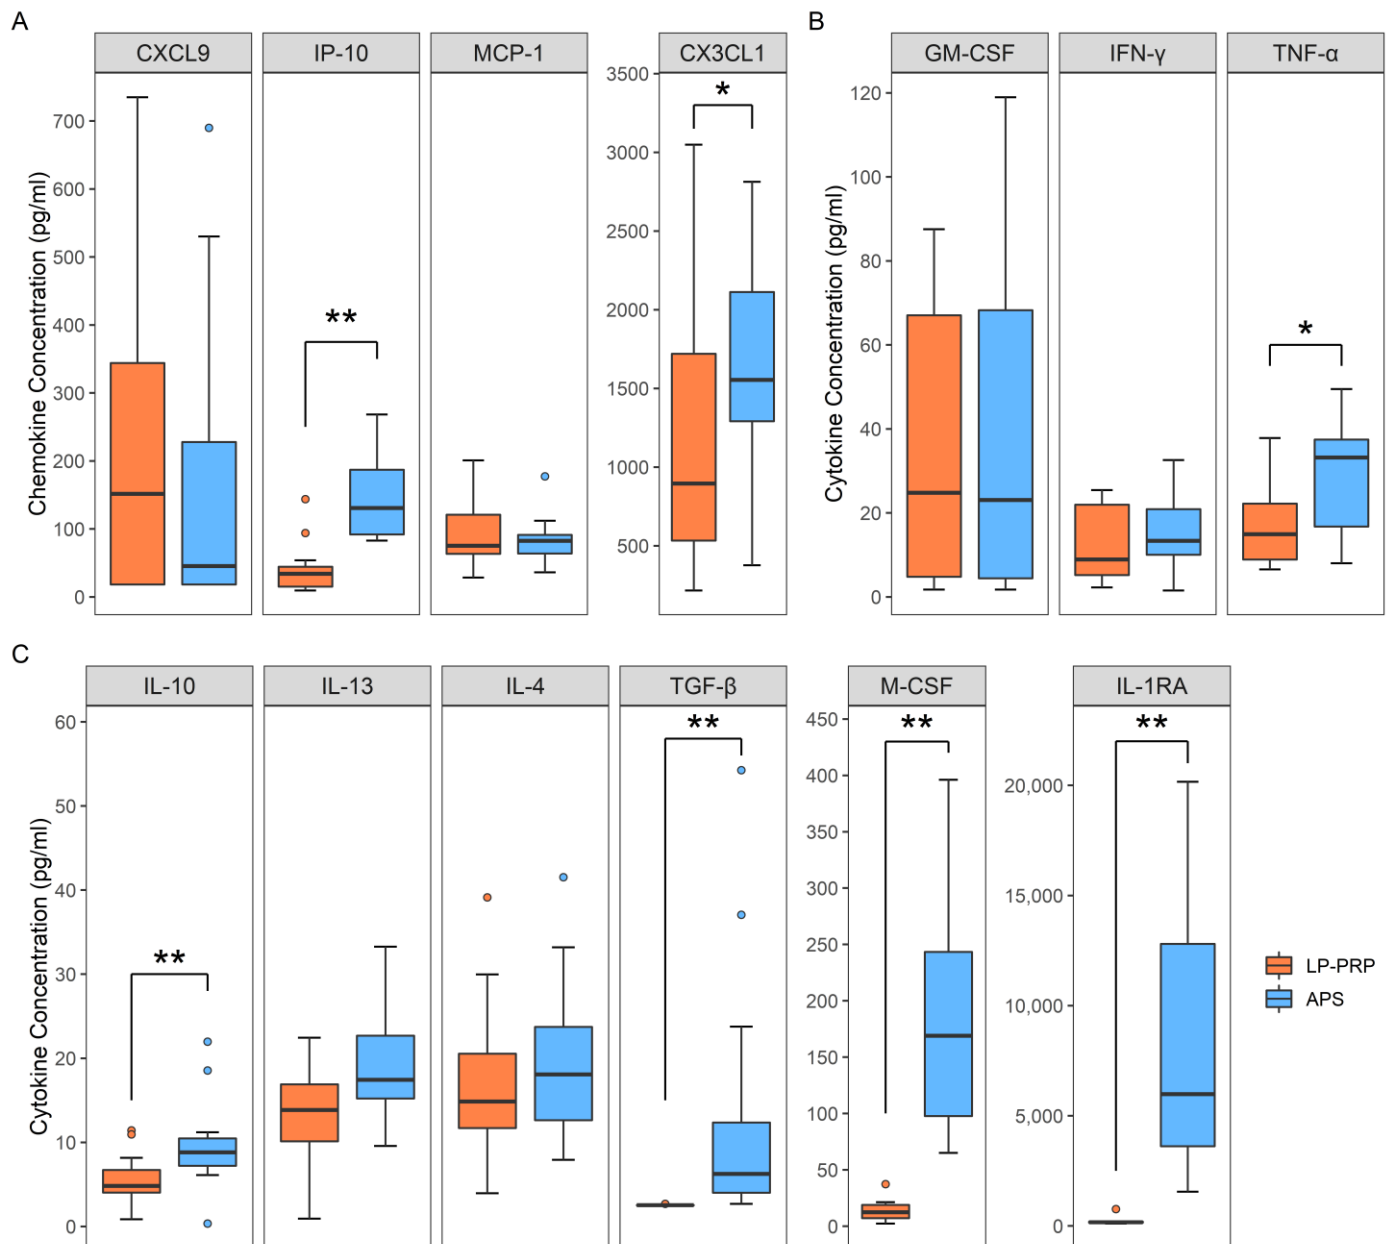 A
B
CXCL9
IP-10
MCP-1
CX3CL1
GM-CSF
IFN-γ
TNF-α
Chemokine Concentration (pg/ml)
700
600
500
400
300
200
100
0
**
3500
3000
2500
2000
1500
1000
500
*
Cytokine Concentration (pg/ml)
120
100
80
60
40
20
0
*
C
IL-10
IL-13
IL-4
TGF-β
M-CSF
IL-1RA
Cytokine Concentration (pg/ml)
60
50
40
30
20
10
0
**
**
450
400
350
300
250
200
150
100
50
0
**
20,000
15,000
10,000
5,000
0
**
LP-PRP
APS